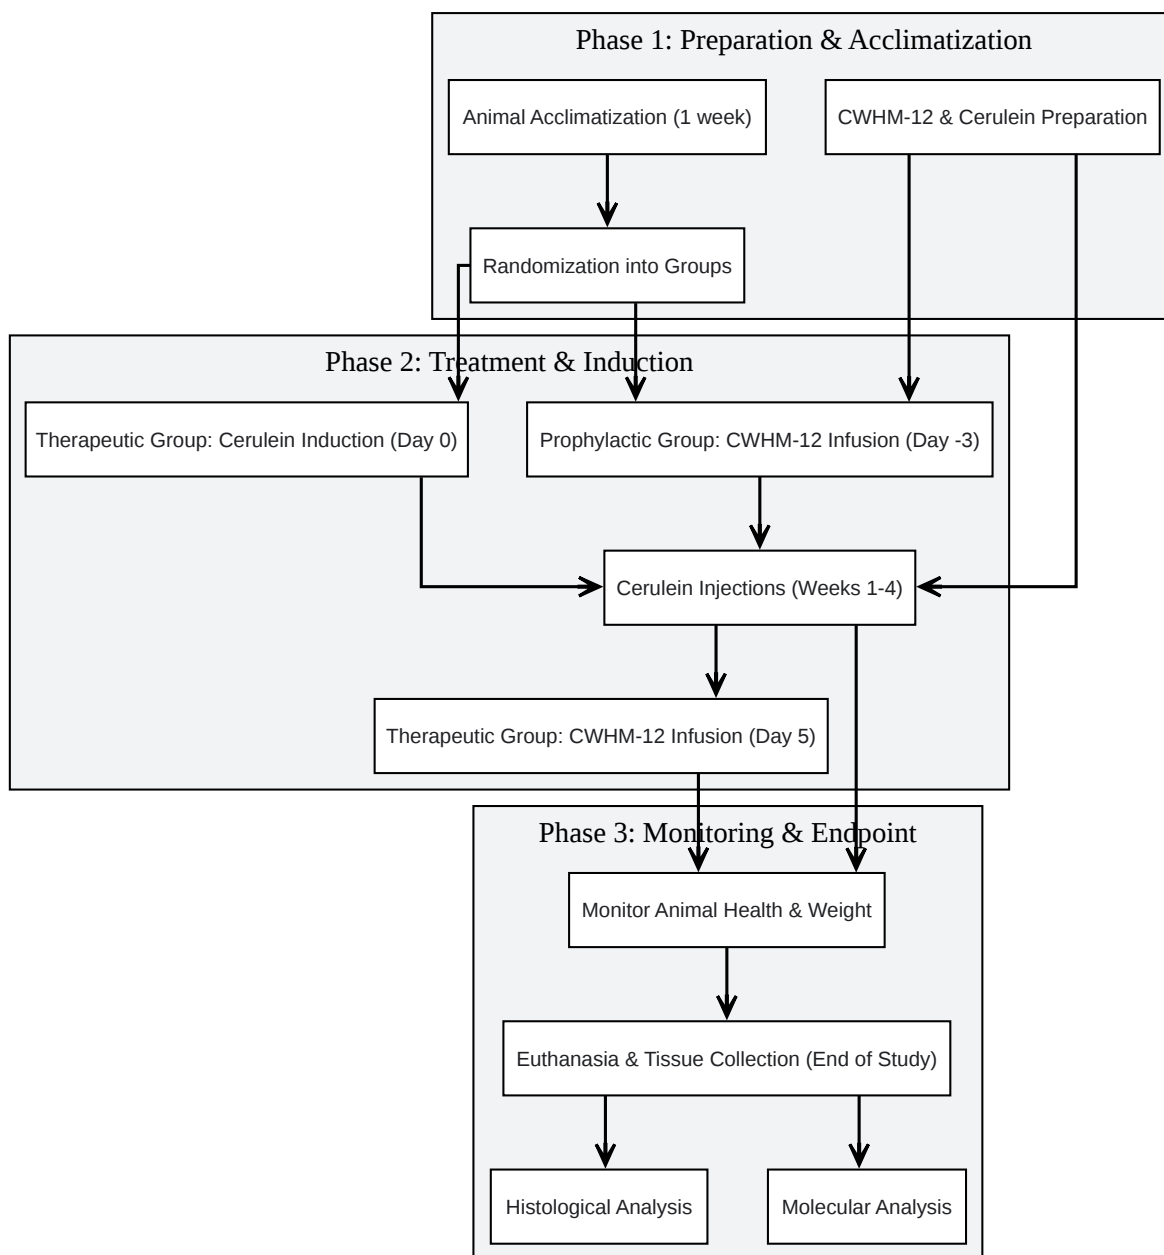 Phase 1: Preparation & Acclimatization
Animal Acclimatization (1 week)
CWHM-12 & Cerulein Preparation
Randomization into Groups
Phase 2: Treatment & Induction
Therapeutic Group: Cerulein Induction (Day 0)
Prophylactic Group: CWHM-12 Infusion (Day -3)
Cerulein Injections (Weeks 1-4)
Therapeutic Group: CWHM-12 Infusion (Day 5)
Phase 3: Monitoring & Endpoint
Monitor Animal Health & Weight
Euthanasia & Tissue Collection (End of Study)
Histological Analysis
Molecular Analysis